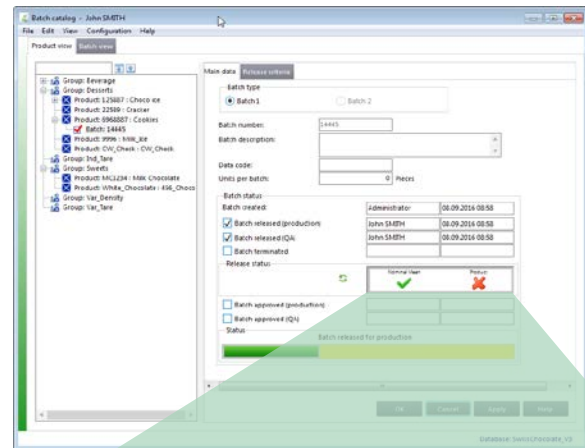 Batch catalog - John SMITH
File Edit View Configuration Help
Product view Batch view
Group: Beverage
Group: Desserts
Product: 125887 : Choco ice
Product: 22589 : Cracker
Product: 6968887 : Cookies
Batch: 14445
Product: 9996 : Milk_Ice
Product: CW_Check : CW_Check
Group: Ind_Tare
Group: Sweets
Product: MC1234 : Milk Chocolate
Product: White_Chocolate : 456_Choco
Group: Var_Density
Group: Var_Tare
Main data Release criteria
Batch type
Batch 1 Batch 2
Batch number: 14445
Batch description:
Data code:
Units per batch: 0 Pieces
Batch status
Batch created: Administrator 08.09.2016 08:58
Batch released (production) John SMITH 08.09.2016 08:58
Batch released (QA) John SMITH 08.09.2016 08:58
Batch terminated
Release status
Nominal Mean Product
Batch approved (production)
Batch approved (QA)
Status
Batch released for production
OK Cancel Apply Help
Database: SwissChocolate_V3